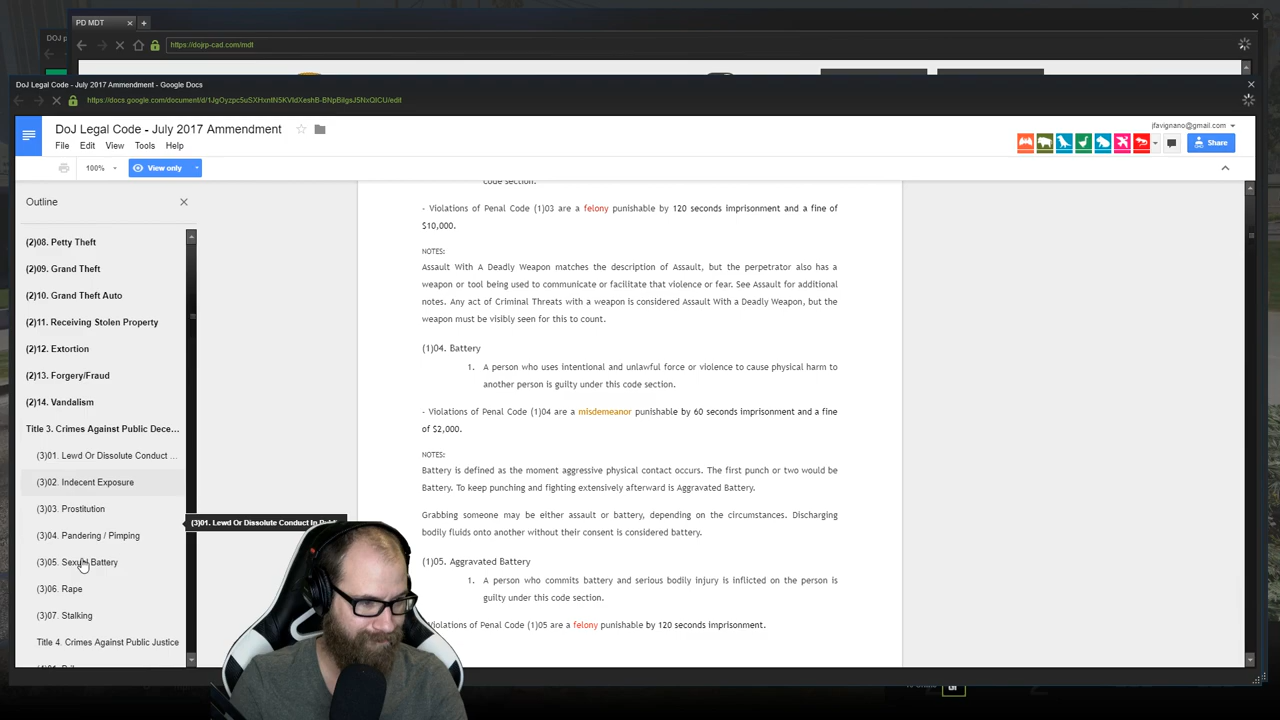 PD MDT
DOJ p
https://dojrp-cad.com/mdt
DoJ Legal Code - July 2017 Ammendment - Google Docs
https://docs.google.com/document/d/1JgOyzpc5uSXHxntN5KVIdXeshB-BNpBilgsJ5NxQICU/edit
DoJ Legal Code - July 2017 Ammendment
jfavignano@gmail.com
File Edit View Tools Help
Share
100%
View only
Outline
(2)08. Petty Theft
(2)09. Grand Theft
(2)10. Grand Theft Auto
(2)11. Receiving Stolen Property
(2)12. Extortion
(2)13. Forgery/Fraud
(2)14. Vandalism
Title 3. Crimes Against Public Dece...
(3)01. Lewd Or Dissolute Conduct ...
(3)02. Indecent Exposure
(3)03. Prostitution
(3)01. Lewd Or Dissolute Conduct In Publ
(3)04. Pandering / Pimping
(3)05. Sexual Battery
(3)06. Rape
(3)07. Stalking
Title 4. Crimes Against Public Justice
code section.
- Violations of Penal Code (1)03 are a felony punishable by 120 seconds imprisonment and a fine of
$10,000.
NOTES:
Assault With A Deadly Weapon matches the description of Assault, but the perpetrator also has a
weapon or tool being used to communicate or facilitate that violence or fear. See Assault for additional
notes. Any act of Criminal Threats with a weapon is considered Assault With a Deadly Weapon, but the
weapon must be visibly seen for this to count.
(1)04. Battery
1. A person who uses intentional and unlawful force or violence to cause physical harm to
another person is guilty under this code section.
- Violations of Penal Code (1)04 are a misdemeanor punishable by 60 seconds imprisonment and a fine
of $2,000.
NOTES:
Battery is defined as the moment aggressive physical contact occurs. The first punch or two would be
Battery. To keep punching and fighting extensively afterward is Aggravated Battery.
Grabbing someone may be either assault or battery, depending on the circumstances. Discharging
bodily fluids onto another without their consent is considered battery.
(1)05. Aggravated Battery
1. A person who commits battery and serious bodily injury is inflicted on the person is
guilty under this code section.
Violations of Penal Code (1)05 are a felony punishable by 120 seconds imprisonment.